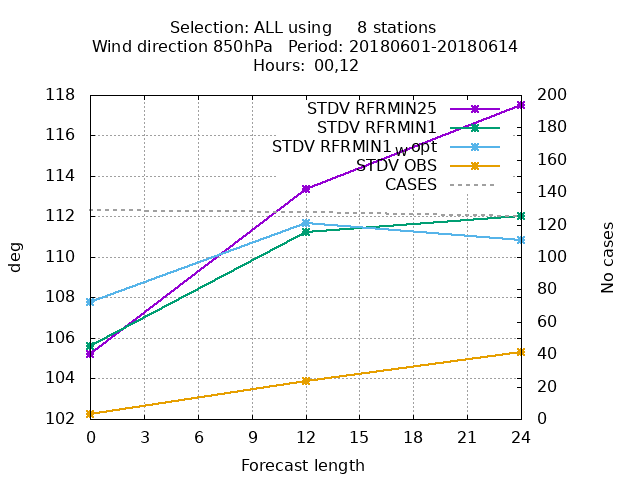 Selection: ALL using     8 stations
Wind direction 850hPa   Period: 20180601-20180614
Hours:  00,12
STDV RFRMIN25
STDV RFRMIN1
STDV RFRMIN1wopt
STDV OBS
CASES
118
116
114
112
110
108
106
104
102
deg
200
180
160
140
120
100
80
60
40
20
0
No cases
0 3 6 9 12 15 18 21 24
Forecast length